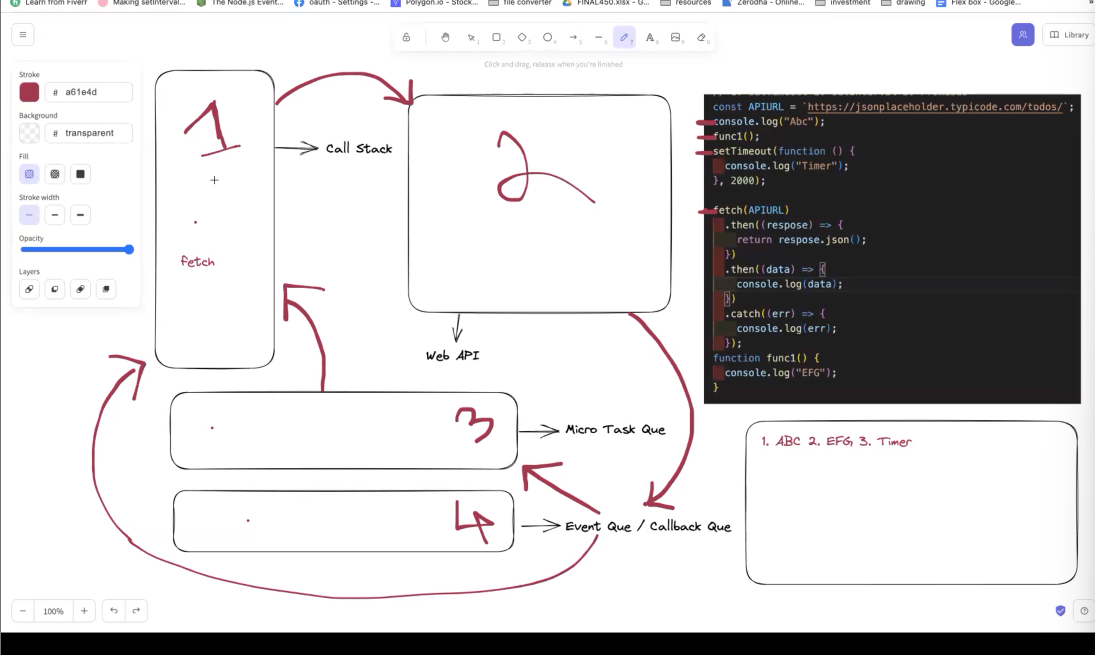 Learn from Fiverr
Making setInterval...
The Node.js Event...
oauth - Settings -...
Polygon.io - Stock...
file converter
FINAL450.xlsx - G...
resources
Zerodha - Online...
investment
drawing
Flex box - Google...
»
Library
Click and drag, release when you're finished
Stroke
# a61e4d
Background
# transparent
Fill
Stroke width
Opacity
Layers
1
Call Stack
fetch
2
Web API
const APIURL = `https://jsonplaceholder.typicode.com/todos/`;
console.log("Abc");
func1();
setTimeout(function () {
console.log("Timer");
}, 2000);
fetch(APIURL)
.then((respose) => {
return respose.json();
})
.then((data) => {
console.log(data);
})
.catch((err) => {
console.log(err);
});
function func1() {
console.log("EFG");
}
3
Micro Task Que
4
Event Que / Callback Que
1. ABC 2. EFG, 3. Timer
100%